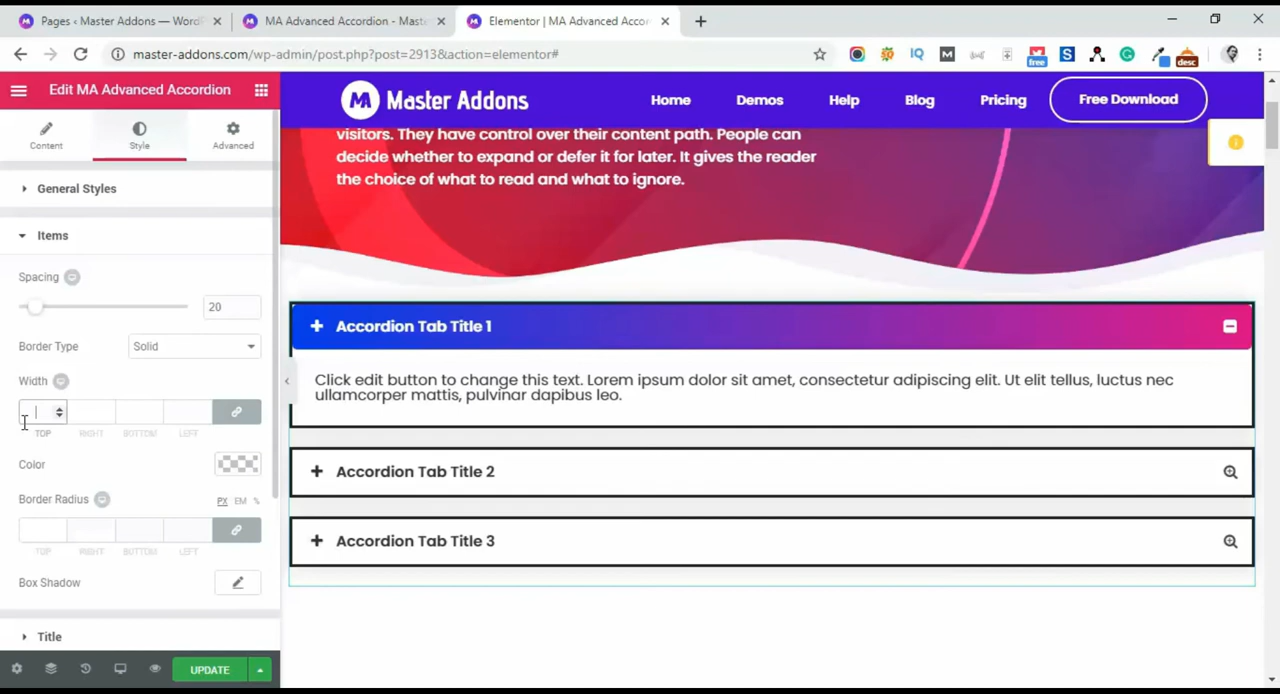 Pages ‹ Master Addons — WordP
MA Advanced Accordion - Maste
Elementor | MA Advanced Accor
master-addons.com/wp-admin/post.php?post=2913&action=elementor#
free
desc
Edit MA Advanced Accordion
Content
Style
Advanced
General Styles
Items
Spacing
20
Border Type
Solid
Width
TOP
RIGHT
BOTTOM
LEFT
Color
Border Radius
PX EM %
TOP
RIGHT
BOTTOM
LEFT
Box Shadow
Title
UPDATE
Master Addons
Home
Demos
Help
Blog
Pricing
Free Download
visitors. They have control over their content path. People can
decide whether to expand or defer it for later. It gives the reader
the choice of what to read and what to ignore.
Accordion Tab Title 1
Click edit button to change this text. Lorem ipsum dolor sit amet, consectetur adipiscing elit. Ut elit tellus, luctus nec
ullamcorper mattis, pulvinar dapibus leo.
Accordion Tab Title 2
Accordion Tab Title 3